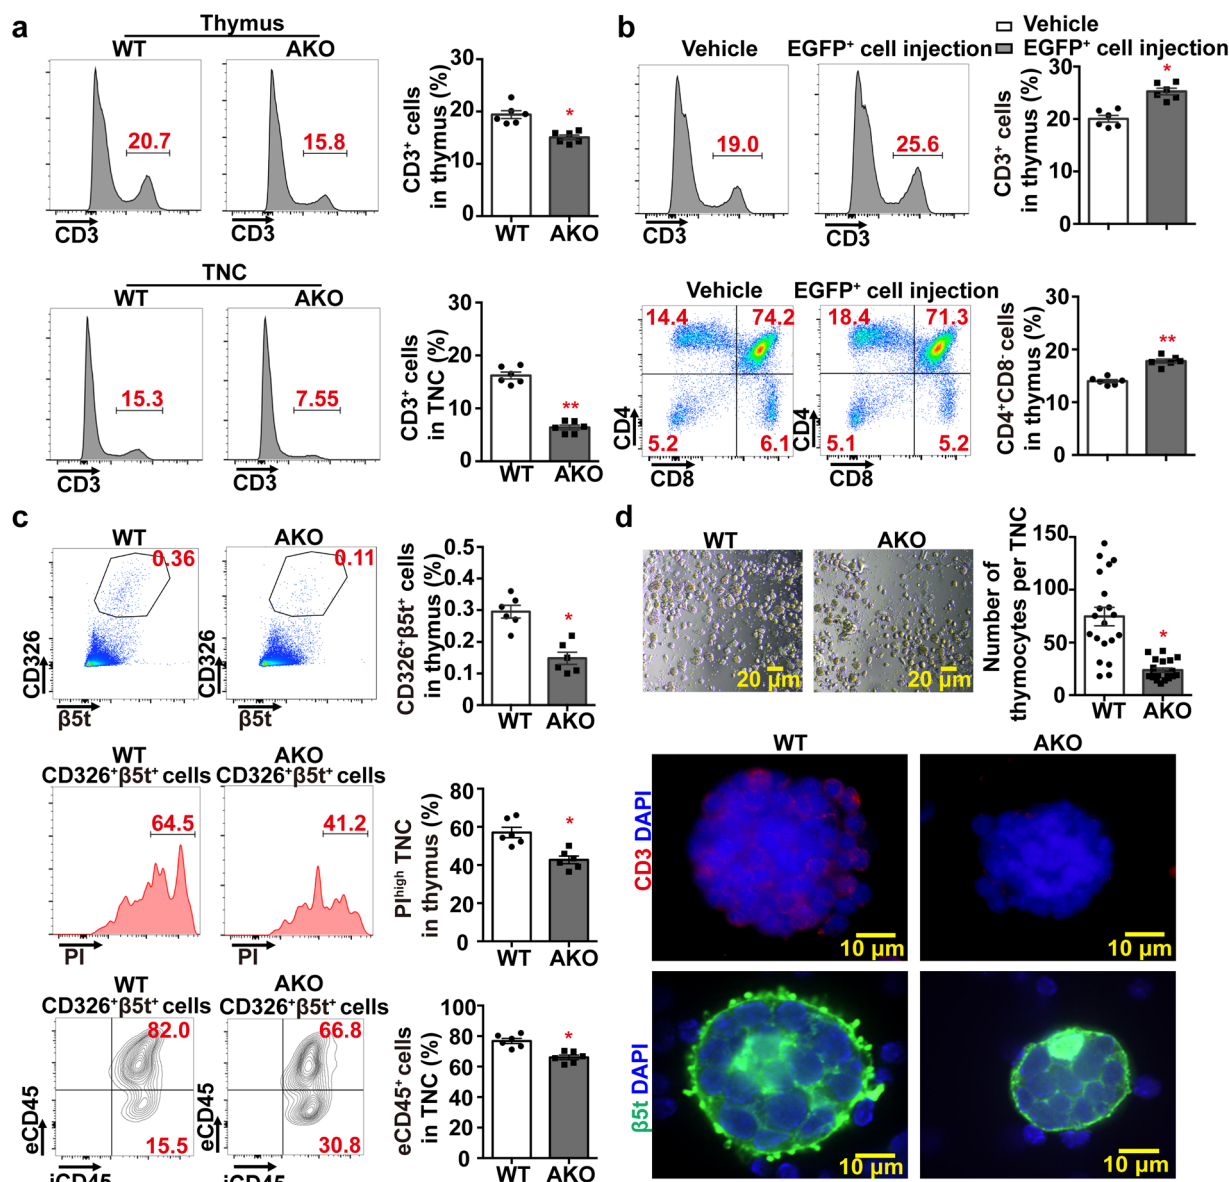 a
Thymus
WT
AKO
20.7
15.8
CD3
CD3
CD3⁺ cells
in thymus (%)
30
20
10
0
WT
AKO
*
TNC
WT
AKO
15.3
7.55
CD3
CD3
CD3⁺ cells
in TNC (%)
30
20
10
0
WT
AKO
**
b
Vehicle
EGFP⁺ cell injection
Vehicle
EGFP⁺ cell injection
19.0
25.6
CD3
CD3
CD3⁺ cells
in thymus (%)
30
20
10
0
*
Vehicle
EGFP⁺ cell injection
14.4
74.2
5.2
6.1
18.4
71.3
5.1
5.2
CD4
CD8
CD4
CD8
CD4⁺CD8⁻ cells
in thymus (%)
30
20
10
0
**
c
WT
AKO
0.36
0.11
CD326
β5t
CD326
β5t
CD326⁺β5t⁺ cells
in thymus (%)
0.5
0.4
0.3
0.2
0.1
0
WT
AKO
*
WT
CD326⁺β5t⁺ cells
AKO
CD326⁺β5t⁺ cells
64.5
41.2
PI
PI
PIʰⁱᵍʰ TNC
in thymus (%)
80
60
40
20
0
WT
AKO
*
WT
CD326⁺β5t⁺ cells
AKO
CD326⁺β5t⁺ cells
82.0
15.5
66.8
30.8
eCD45
iCD45
eCD45
iCD45
eCD45⁺ cells
in TNC (%)
100
80
60
40
20
0
WT
AKO
*
d
WT
AKO
20 μm
20 μm
Number of
thymocytes per TNC
150
100
50
0
WT
AKO
*
WT
AKO
CD3 DAPI
10 μm
10 μm
β5t DAPI
10 μm
10 μm